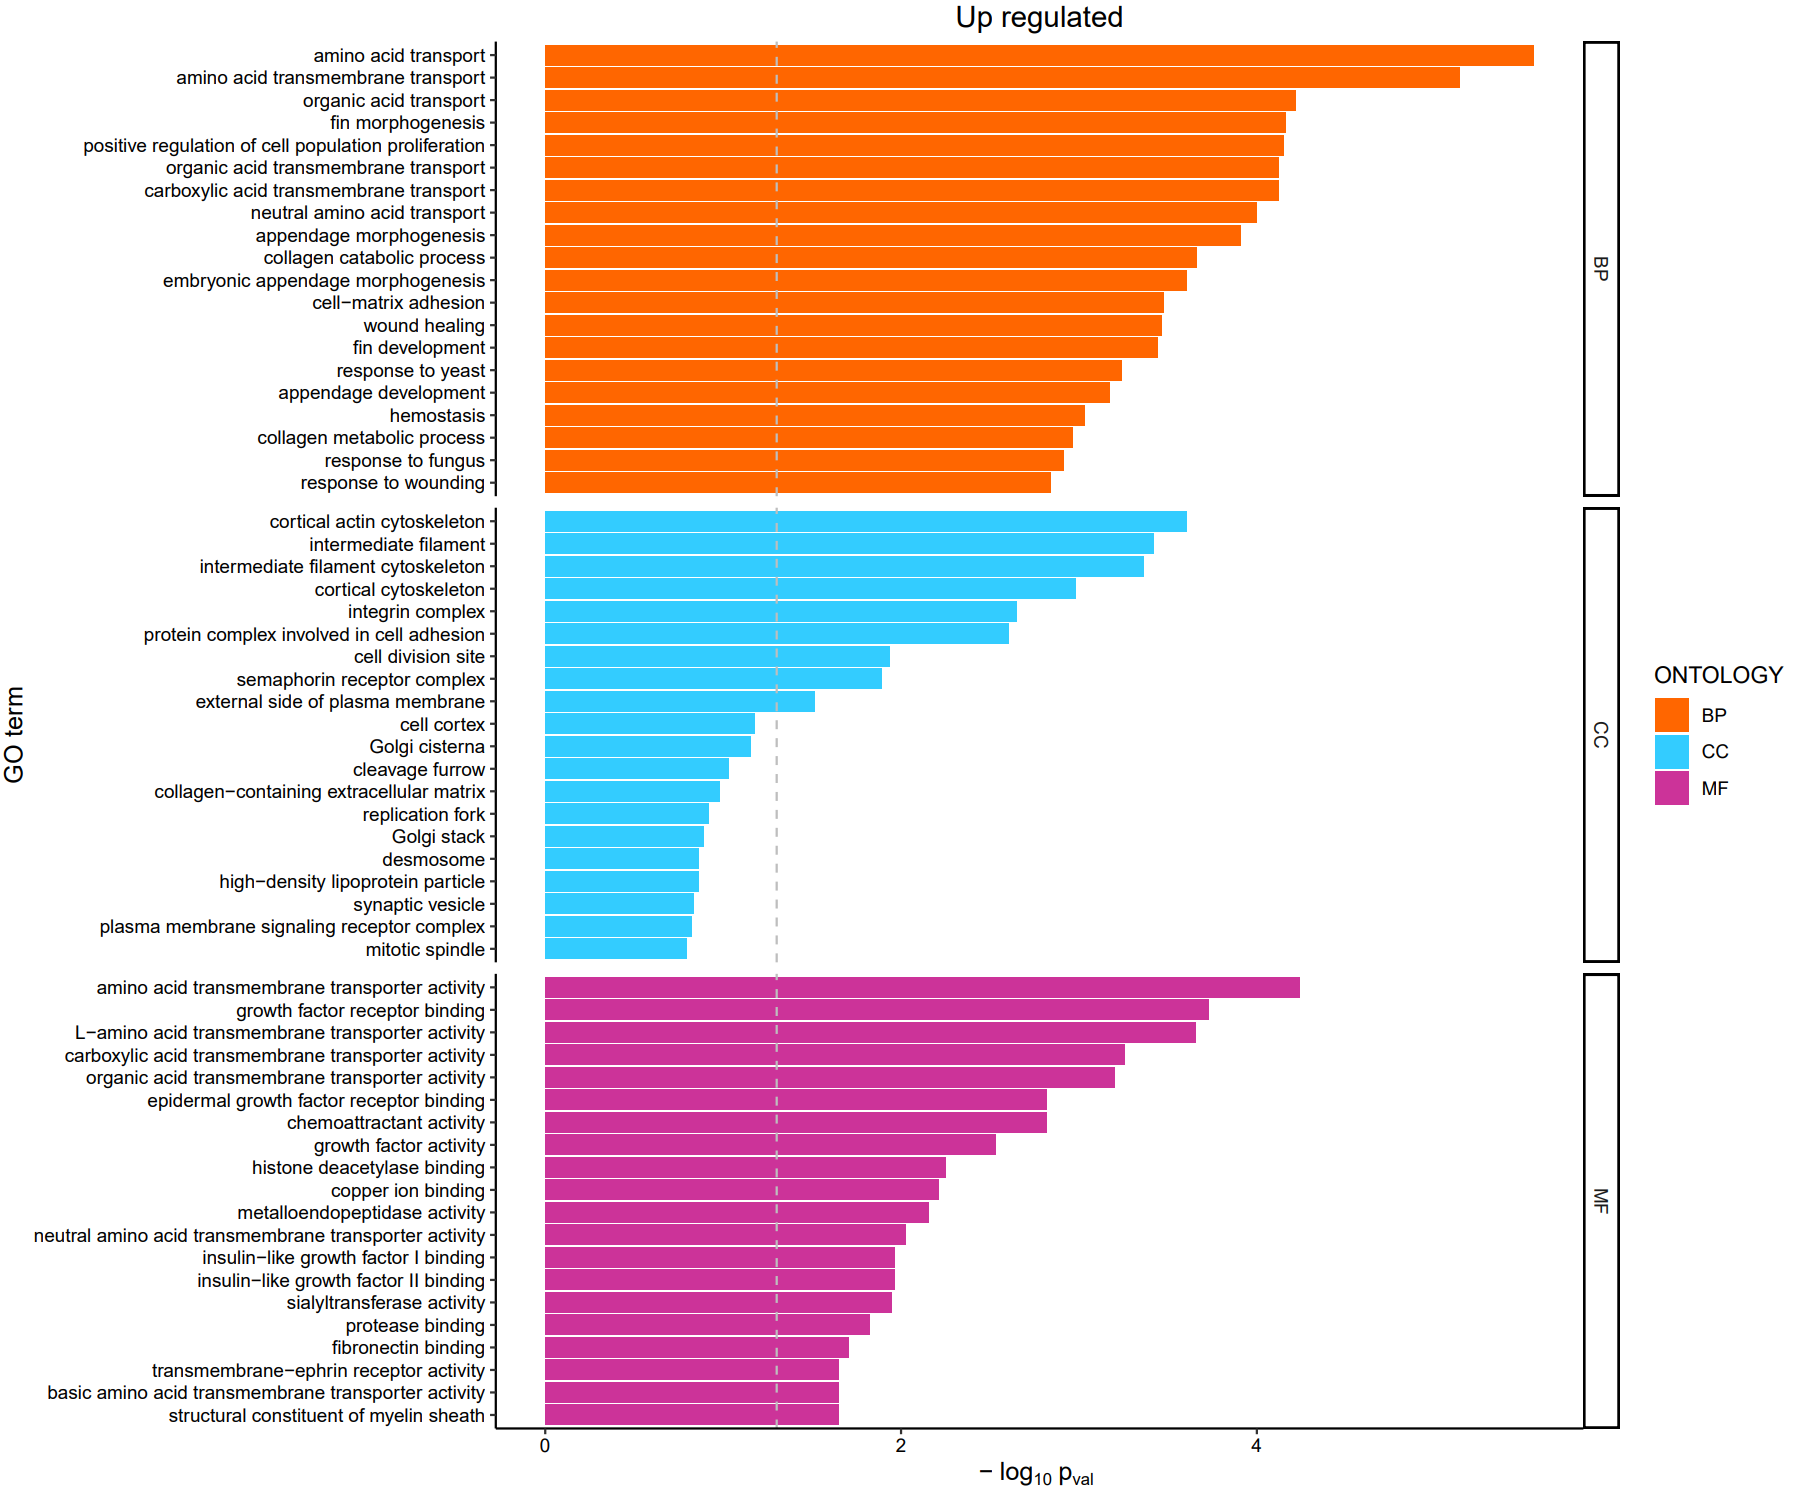 Up regulated
amino acid transport
amino acid transmembrane transport
organic acid transport
fin morphogenesis
positive regulation of cell population proliferation
organic acid transmembrane transport
carboxylic acid transmembrane transport
neutral amino acid transport
appendage morphogenesis
collagen catabolic process
embryonic appendage morphogenesis
cell−matrix adhesion
wound healing
fin development
response to yeast
appendage development
hemostasis
collagen metabolic process
response to fungus
response to wounding
BP
cortical actin cytoskeleton
intermediate filament
intermediate filament cytoskeleton
cortical cytoskeleton
integrin complex
protein complex involved in cell adhesion
cell division site
semaphorin receptor complex
external side of plasma membrane
cell cortex
Golgi cisterna
cleavage furrow
collagen−containing extracellular matrix
replication fork
Golgi stack
desmosome
high−density lipoprotein particle
synaptic vesicle
plasma membrane signaling receptor complex
mitotic spindle
CC
amino acid transmembrane transporter activity
growth factor receptor binding
L−amino acid transmembrane transporter activity
carboxylic acid transmembrane transporter activity
organic acid transmembrane transporter activity
epidermal growth factor receptor binding
chemoattractant activity
growth factor activity
histone deacetylase binding
copper ion binding
metalloendopeptidase activity
neutral amino acid transmembrane transporter activity
insulin−like growth factor I binding
insulin−like growth factor II binding
sialyltransferase activity
protease binding
fibronectin binding
transmembrane−ephrin receptor activity
basic amino acid transmembrane transporter activity
structural constituent of myelin sheath
MF
GO term
0 2 4
− log10 pval
ONTOLOGY
BP
CC
MF